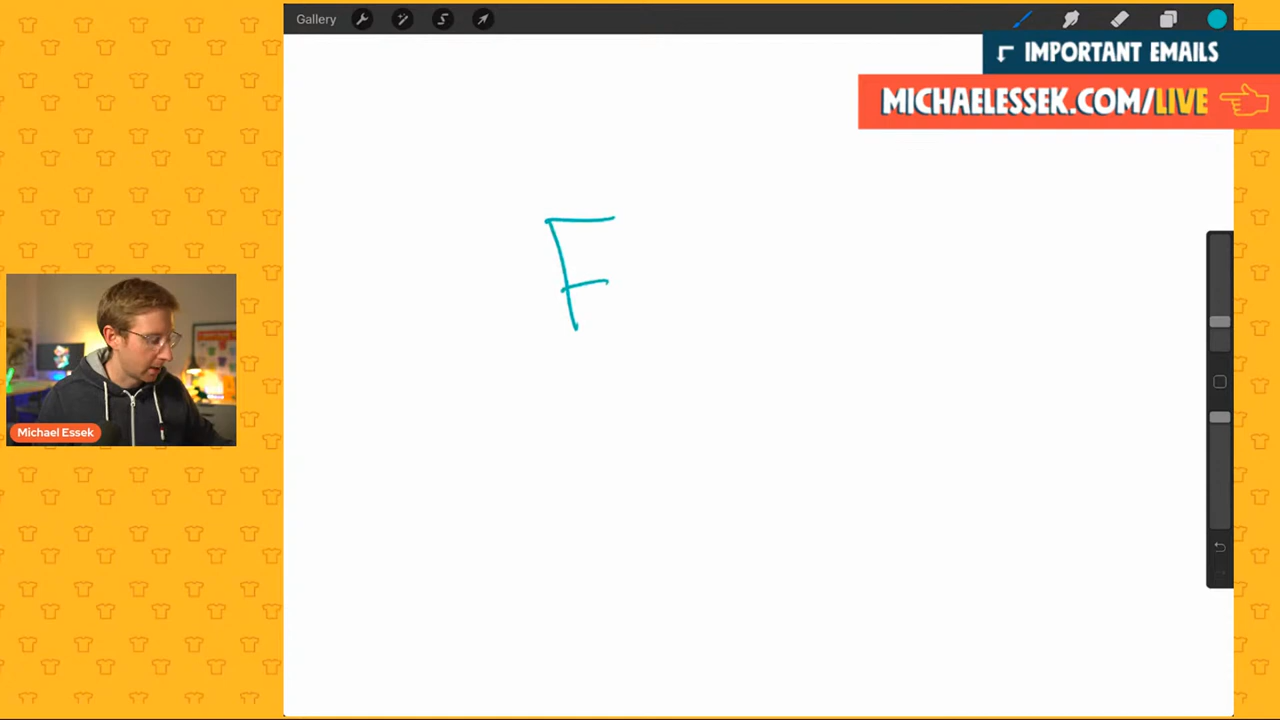 Gallery
IMPORTANT EMAILS
MICHAELESSEK.COM/LIVE
F
Michael Essek